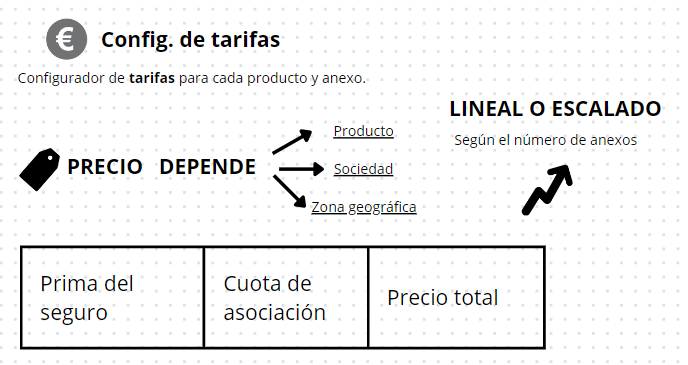 € Config. de tarifas
Configurador de tarifas para cada producto y anexo.
LINEAL O ESCALADO
Según el número de anexos
PRECIO DEPENDE
Producto
Sociedad
Zona geográfica
Prima del
seguro
Cuota de
asociación
Precio total